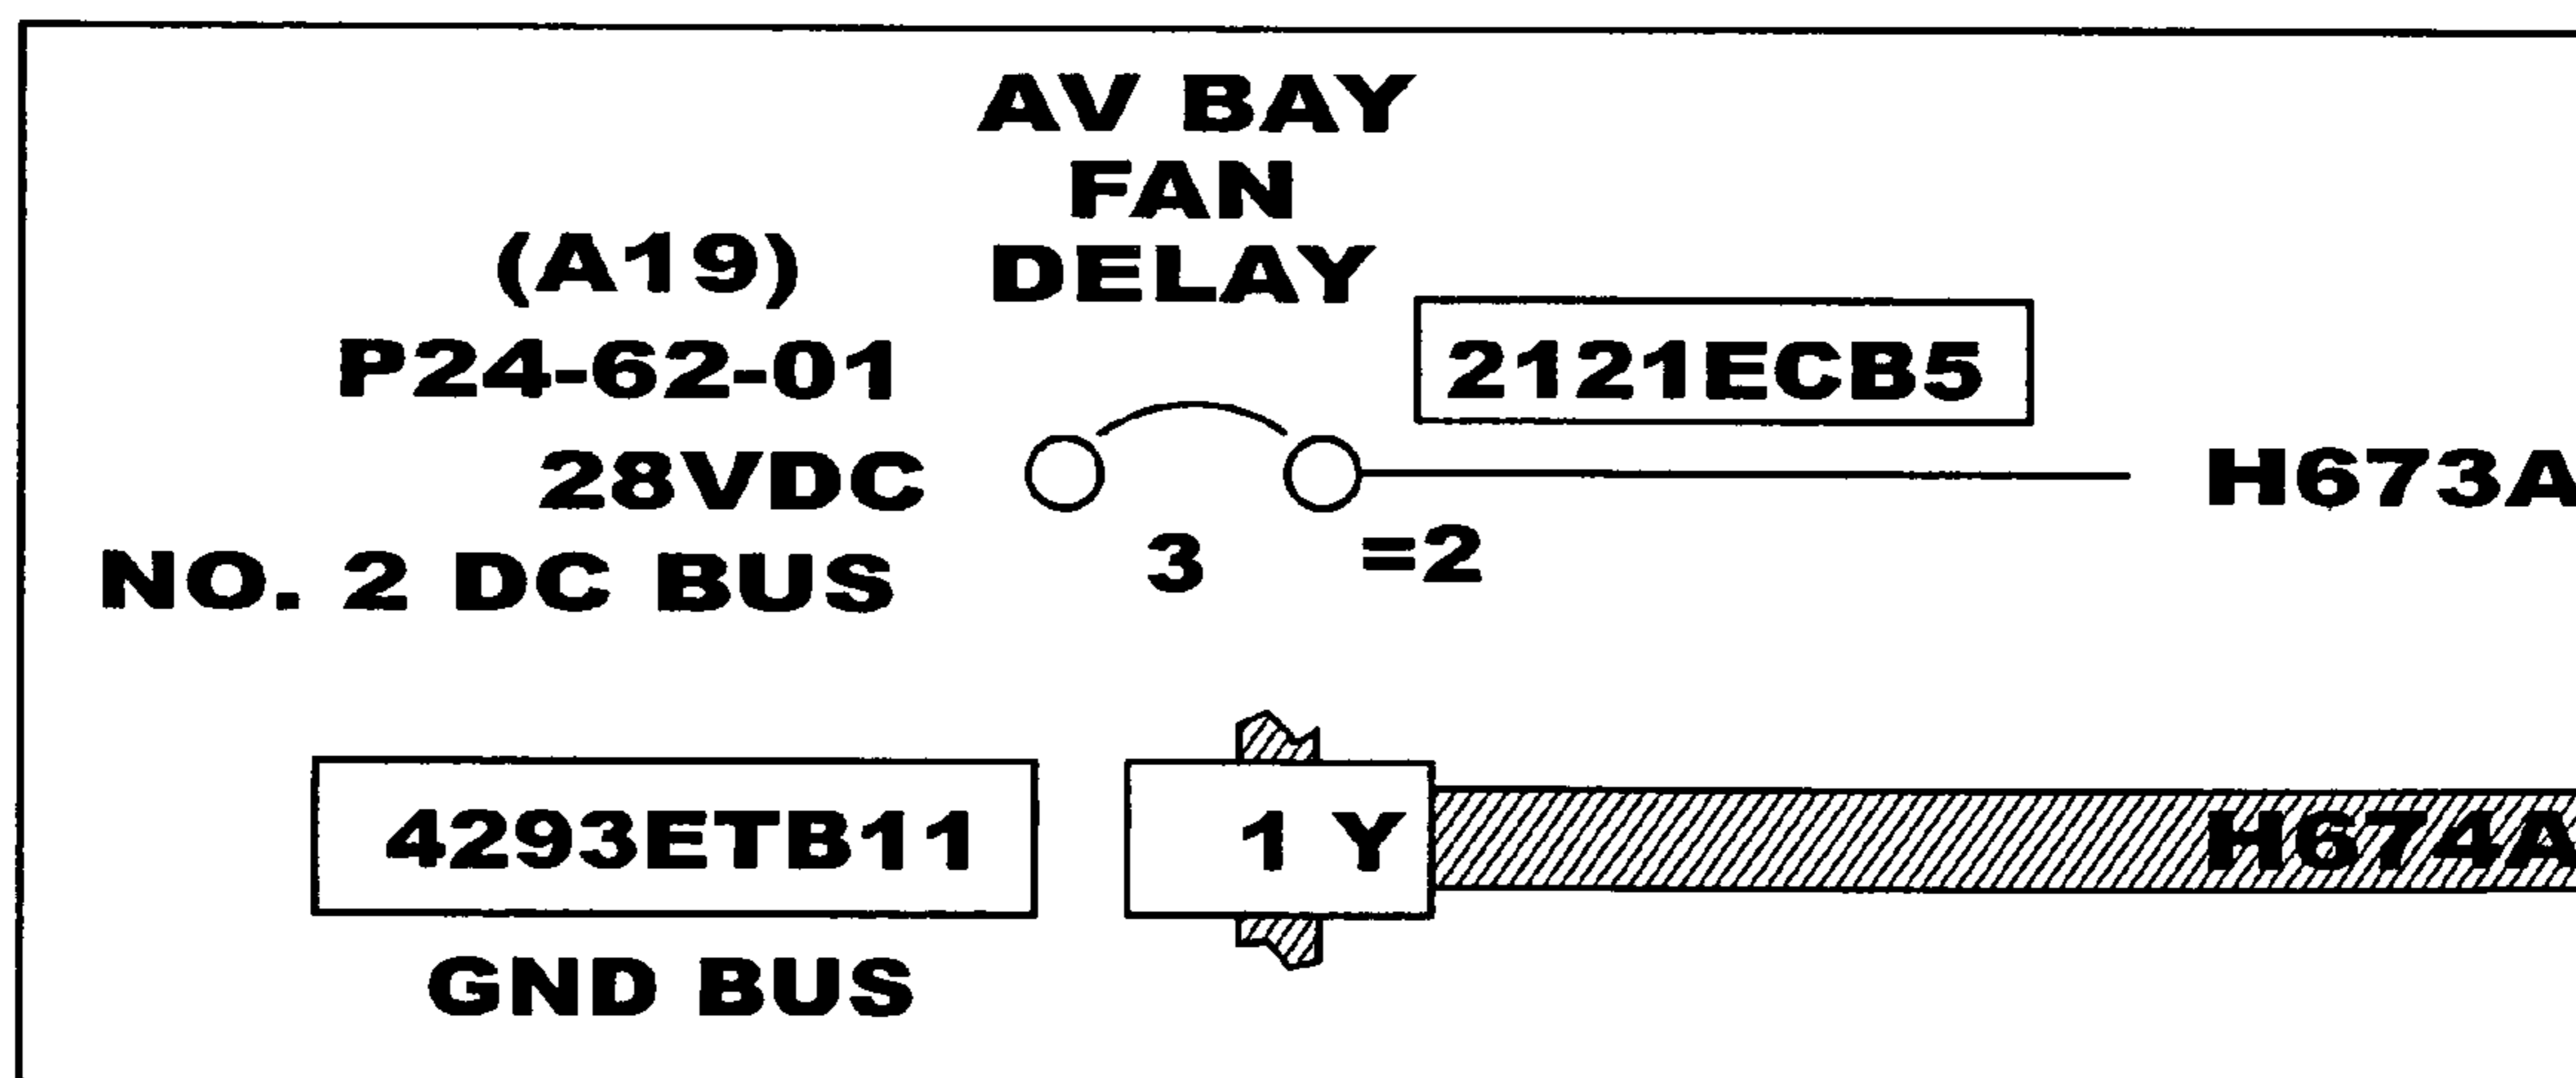 AV BAY
FAN
DELAY
(A19)
P24-62-01
2121ECB5
28VDC
H673A
3
=2
NO. 2 DC BUS
4293ETB11
1 Y
H674A
GND BUS